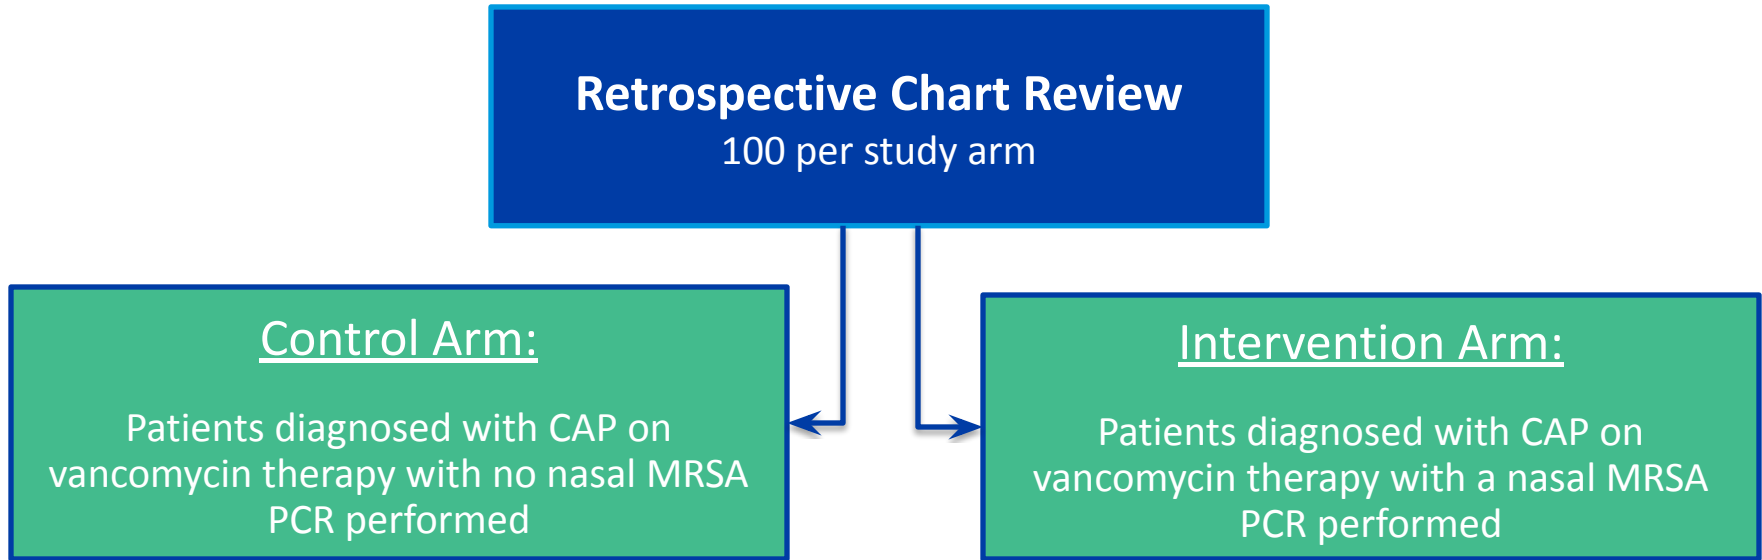 Retrospective Chart Review
100 per study arm
Control Arm:
Patients diagnosed with CAP on
vancomycin therapy with no nasal MRSA
PCR performed
Intervention Arm:
Patients diagnosed with CAP on
vancomycin therapy with a nasal MRSA
PCR performed